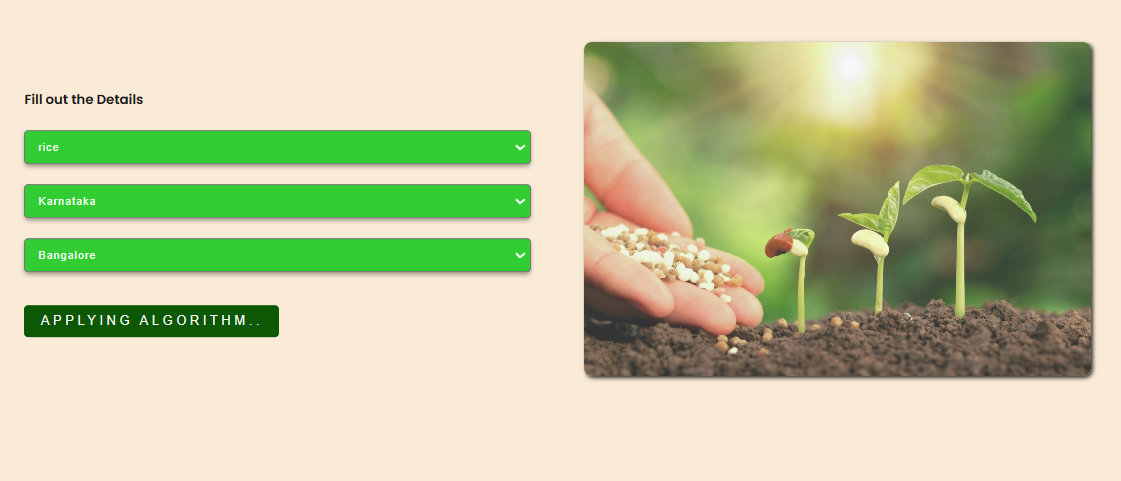 Fill out the Details
rice
Karnataka
Bangalore
APPLYING ALGORITHM..